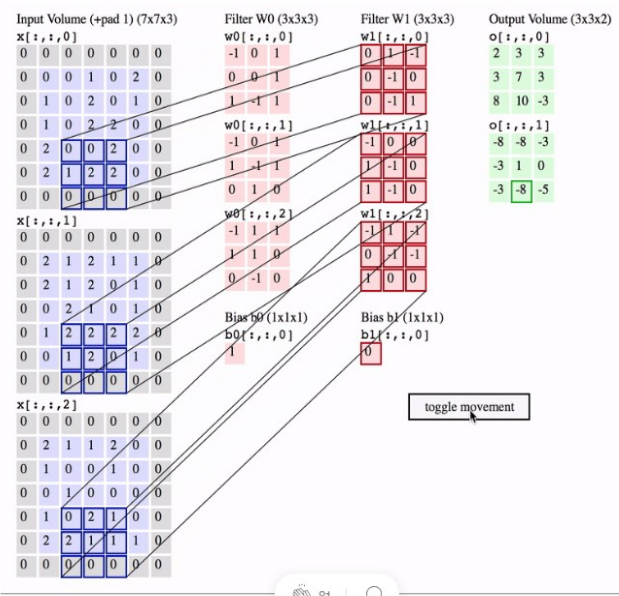 Input Volume (+pad 1) (7x7x3)
x[:,:,0]
0 0 0 0 0 0 0
0 0 0 1 0 2 0
0 1 0 2 0 1 0
0 1 0 2 2 0 0
0 2 0 0 2 0 0
0 2 1 2 2 0 0
0 0 0 0 0 0 0
x[:,:,1]
0 0 0 0 0 0 0
0 2 1 2 1 1 0
0 2 1 2 0 1 0
0 0 2 1 0 1 0
0 1 2 2 2 2 0
0 0 1 2 0 1 0
0 0 0 0 0 0 0
x[:,:,2]
0 0 0 0 0 0 0
0 2 1 1 2 0 0
0 1 0 0 1 0 0
0 0 1 0 0 0 0
0 1 0 2 1 0 0
0 2 2 1 1 1 0
0 0 0 0 0 0 0
Filter W0 (3x3x3)
w0[:,:,0]
-1 0 1
0 0 1
1 -1 1
w0[:,:,1]
-1 0 1
1 -1 1
0 1 0
w0[:,:,2]
-1 1 1
1 1 0
0 -1 0
Bias b0 (1x1x1)
b0[:,:,0]
1
Filter W1 (3x3x3)
w1[:,:,0]
0 1 -1
0 -1 0
0 -1 1
w1[:,:,1]
-1 0 0
1 -1 0
1 -1 0
w1[:,:,2]
-1 1 -1
0 -1 -1
1 0 0
Bias b1 (1x1x1)
b1[:,:,0]
0
Output Volume (3x3x2)
o[:,:,0]
2 3 3
3 7 3
8 10 -3
o[:,:,1]
-8 -8 -3
-3 1 0
-3 -8 -5
toggle movement